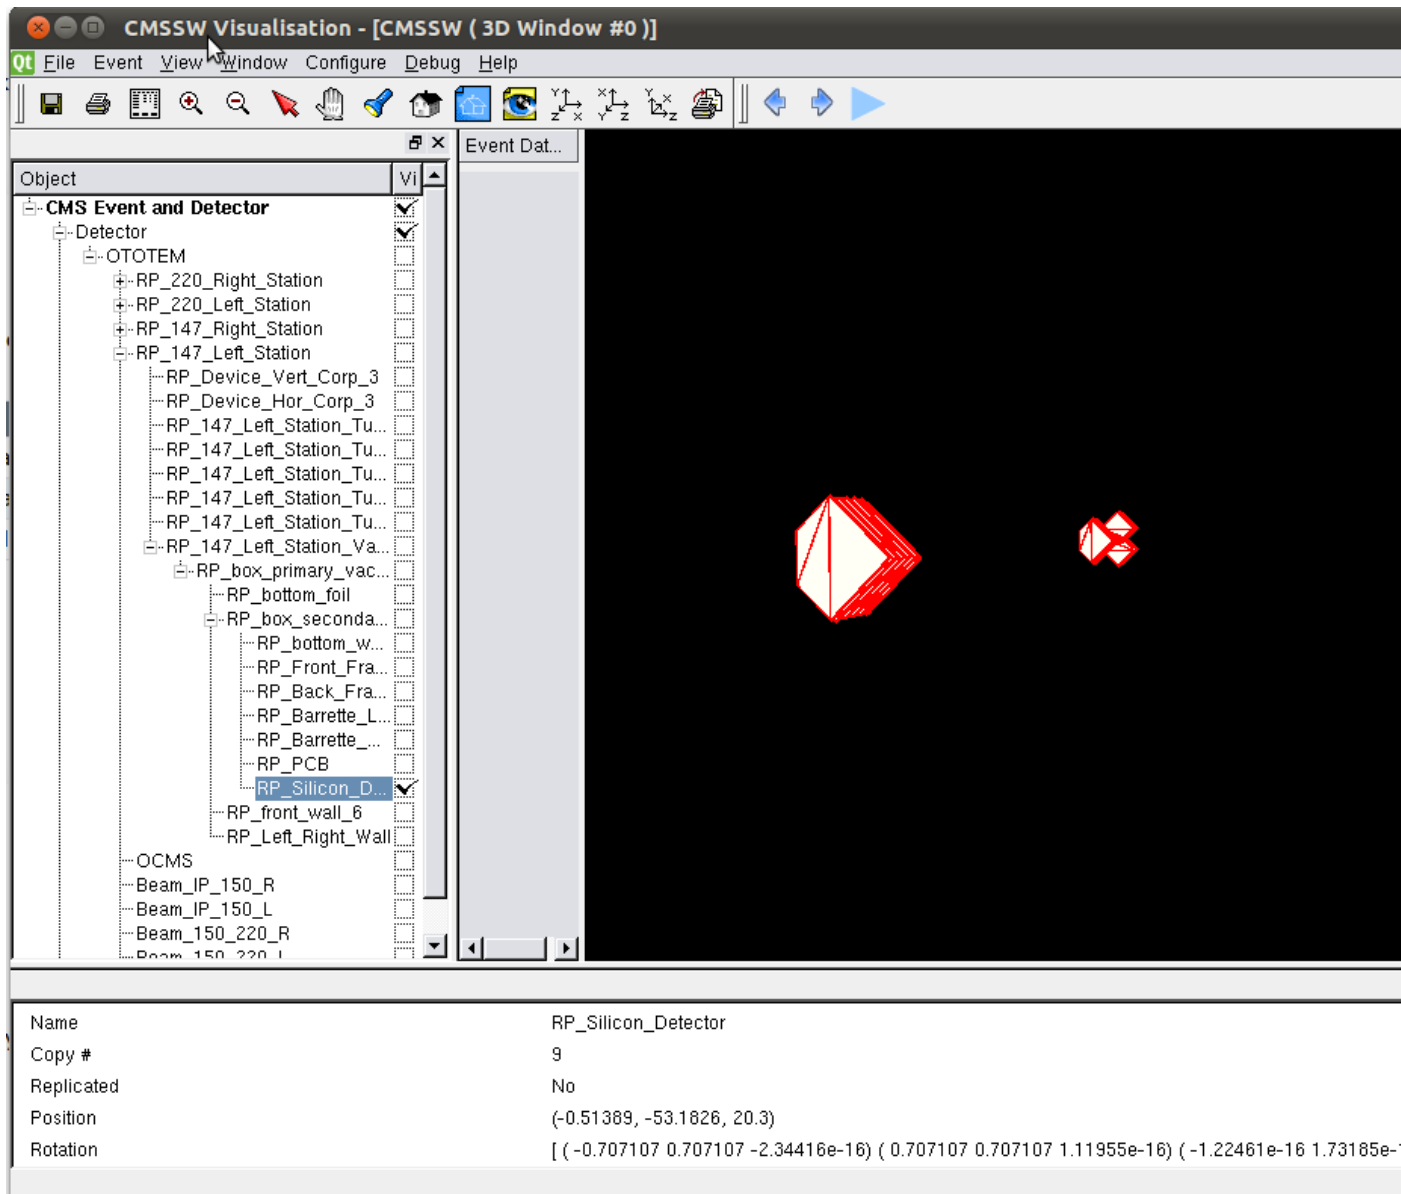 CMSSW Visualisation - [CMSSW ( 3D Window #0 )]
Qt File Event View Window Configure Debug Help
Event Dat...
Object Vi
CMS Event and Detector
Detector
OTOTEM
RP_220_Right_Station
RP_220_Left_Station
RP_147_Right_Station
RP_147_Left_Station
RP_Device_Vert_Corp_3
RP_Device_Hor_Corp_3
RP_147_Left_Station_Tu...
RP_147_Left_Station_Tu...
RP_147_Left_Station_Tu...
RP_147_Left_Station_Tu...
RP_147_Left_Station_Tu...
RP_147_Left_Station_Va...
RP_box_primary_vac...
RP_bottom_foil
RP_box_seconda...
RP_bottom_w...
RP_Front_Fra...
RP_Back_Fra...
RP_Barrette_L...
RP_Barrette_...
RP_PCB
RP_Silicon_D...
RP_front_wall_6
RP_Left_Right_Wall
OCMS
Beam_IP_150_R
Beam_IP_150_L
Beam_150_220_R
Beam_150_220_L
Name RP_Silicon_Detector
Copy # 9
Replicated No
Position (-0.51389, -53.1826, 20.3)
Rotation [ ( -0.707107 0.707107 -2.34416e-16) ( 0.707107 0.707107 1.11955e-16) ( -1.22461e-16 1.73185e-